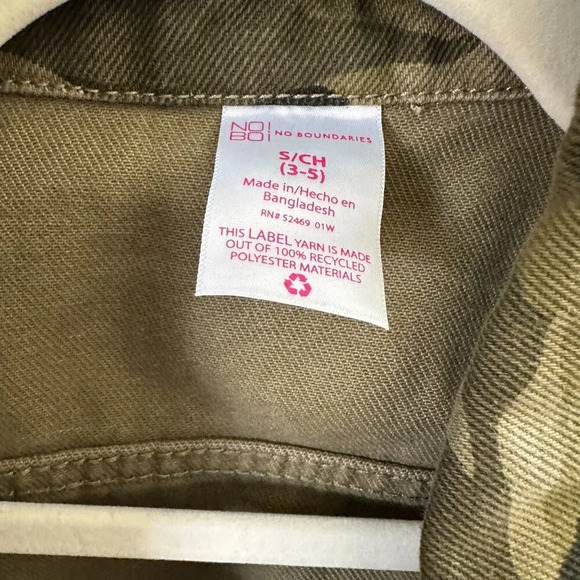 NO!
BO! NO BOUNDARIES
S/CH
(3-5)
Made in/Hecho en
Bangladesh
RN# 52469 01W
THIS LABEL YARN IS MADE
OUT OF 100% RECYCLED
POLYESTER MATERIALS